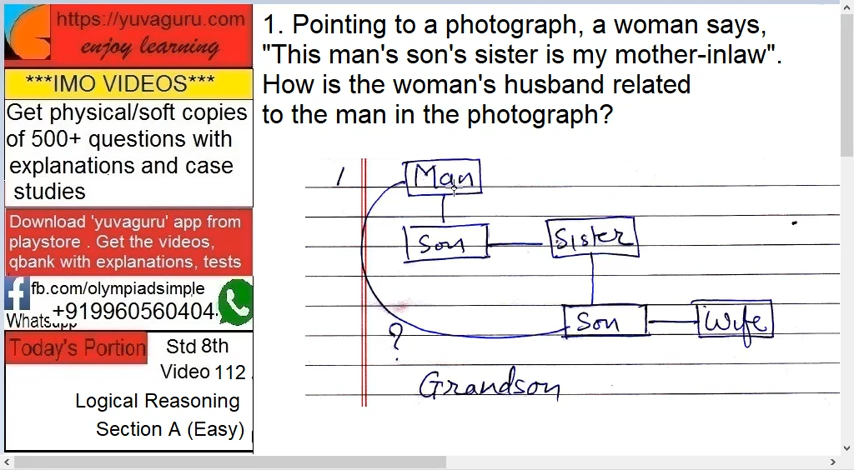 https://yuvaguru.com
enjoy learning
***IMO VIDEOS***
Get physical/soft copies
of 500+ questions with
explanations and case
studies
Download 'yuvaguru' app from
playstore . Get the videos,
qbank with explanations, tests
fb.com/olympiadsimple
Whatsupp +919960560404.
Today's Portion Std 8th
Video 112
Logical Reasoning
Section A (Easy)
1. Pointing to a photograph, a woman says,
"This man's son's sister is my mother-inlaw".
How is the woman's husband related
to the man in the photograph?
1 Man
Son Sister
Son Wife
?
Grandson